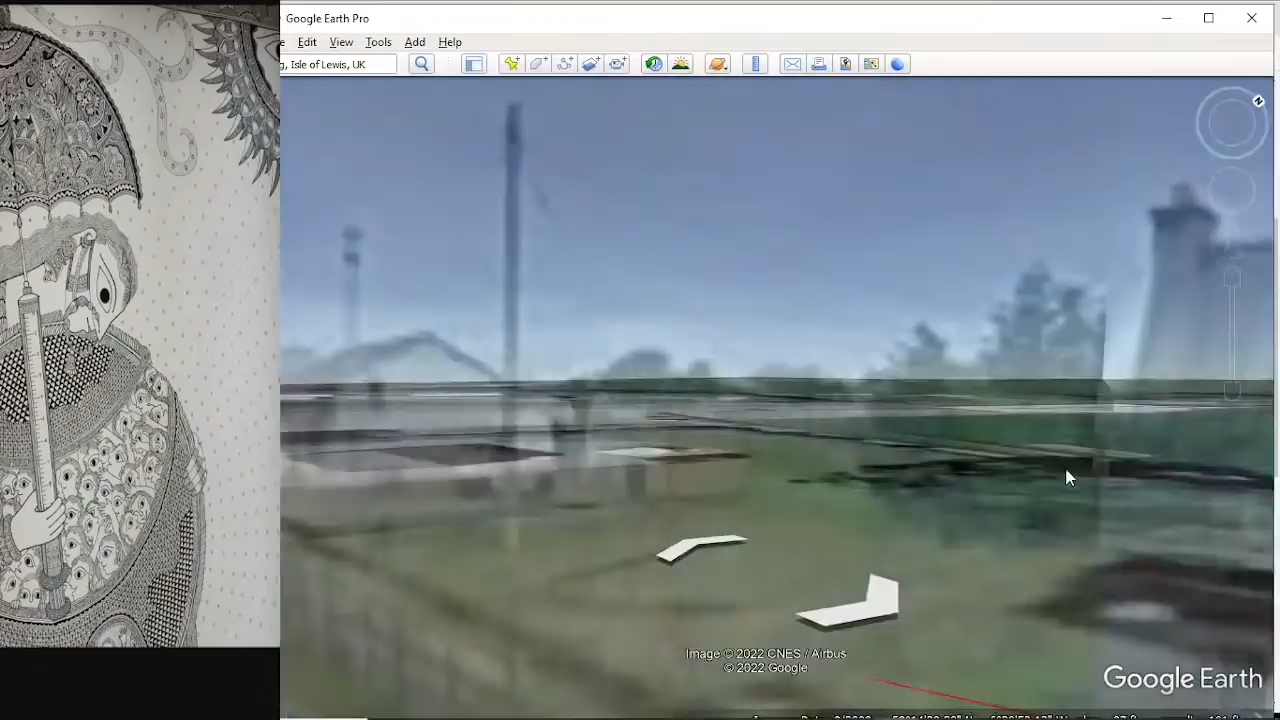 Google Earth Pro
Edit View Tools Add Help
g, Isle of Lewis, UK
N
Image © 2022 CNES / Airbus
© 2022 Google
Google Earth